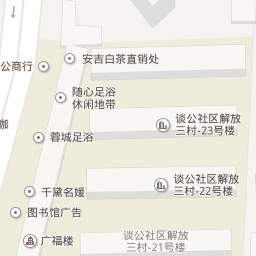 安吉白茶直销处
公商行
随心足浴
休闲地带
谈公社区解放
三村-23号楼
咖
蓉城足浴
谈公社区解放
三村-22号楼
千黛名媛
图书馆广告
谈公社区解放
三村-21号楼
广福楼